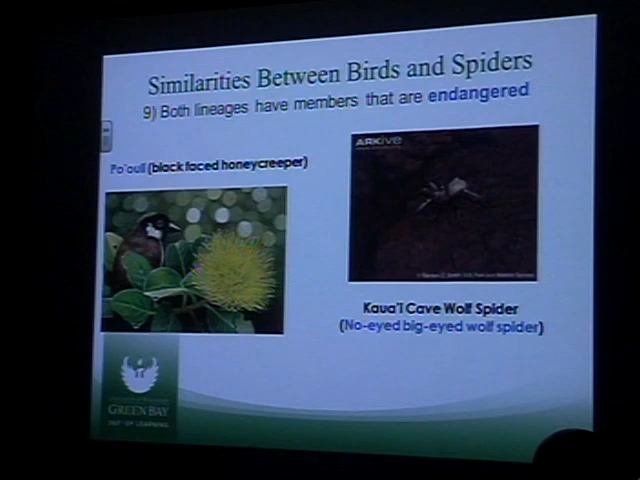 Similarities Between Birds and Spiders
9) Both lineages have members that are endangered
ARKive
Po'ouli (black faced honeycreeper)
Kaua'I Cave Wolf Spider
(No-eyed big-eyed wolf spider)
GREEN BAY